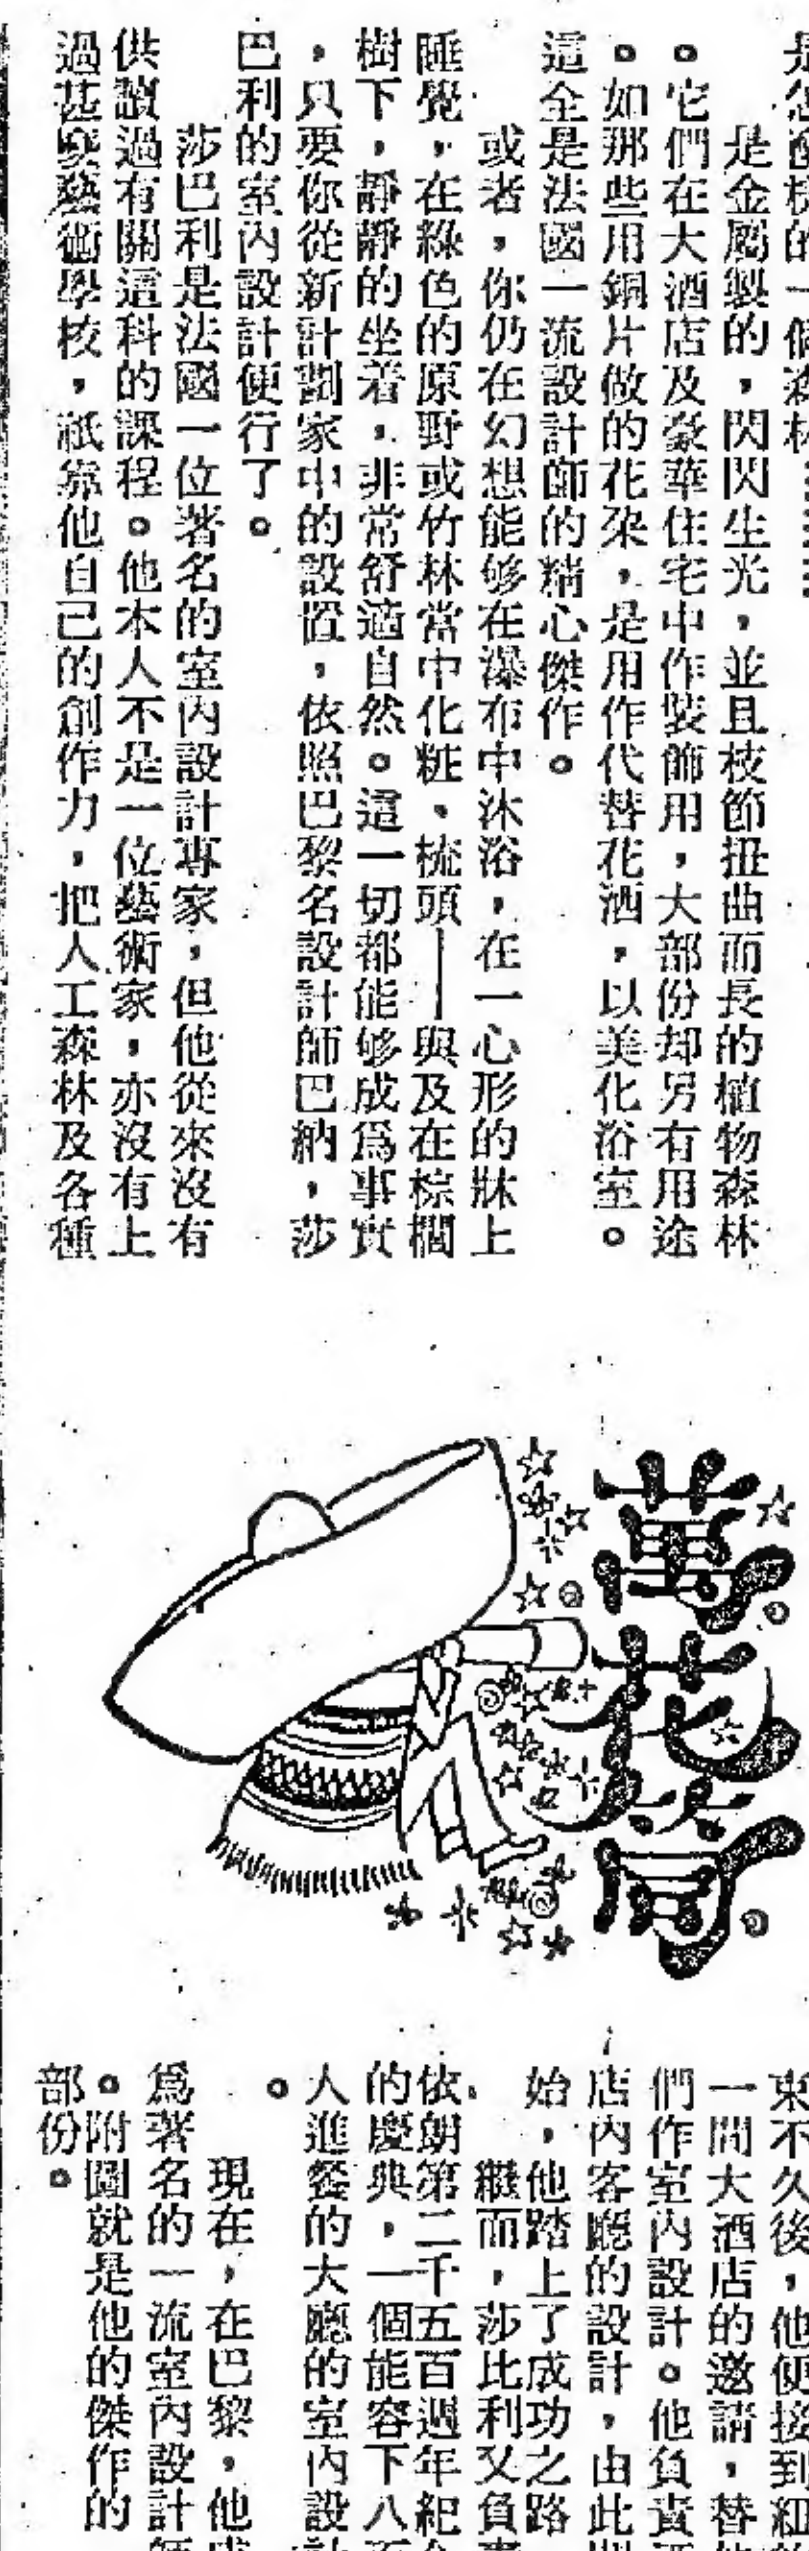 是金屬製的，閃閃生光，並且枝節扭曲而長的植物森林
。它們在大酒店及豪華住宅中作裝飾用，大部份却另有用途
。如那些用銅片做的花朶，是用作代替花洒，以美化浴室。
這全是法國一流設計師的精心傑作。
或者，你仍在幻想能够在瀑布中沐浴，在一心形的牀上
睡覺，在綠色的原野或竹林當中化粧、梳頭——與及在棕櫚
樹下，靜靜的坐着，非常舒適自然。這一切都能够成爲事實
，只要你從新計劃家中的設置，依照巴黎名設計師巴納，莎
巴利的室內設計便行了。
莎巴利是法國一位著名的室內設計專家，但他從來沒有
供讀過有關這科的課程。他本人不是一位藝術家，亦沒有上
過甚麼藝術學校，祇靠他自己的創作力，把人工森林及各種
萬花筒
東不久後，他便接到紐
一間大酒店的邀請，替
們作室內設計。他負責
店內客廳的設計，由此
始，他踏上了成功之路
繼而，莎比利又負
依朗第二千五百週年紀
的慶典，一個能容下八
人進餐的大廳的室內設
。
現在，在巴黎，他
爲著名的一流室內設計
。附圖就是他的傑作的
部份。